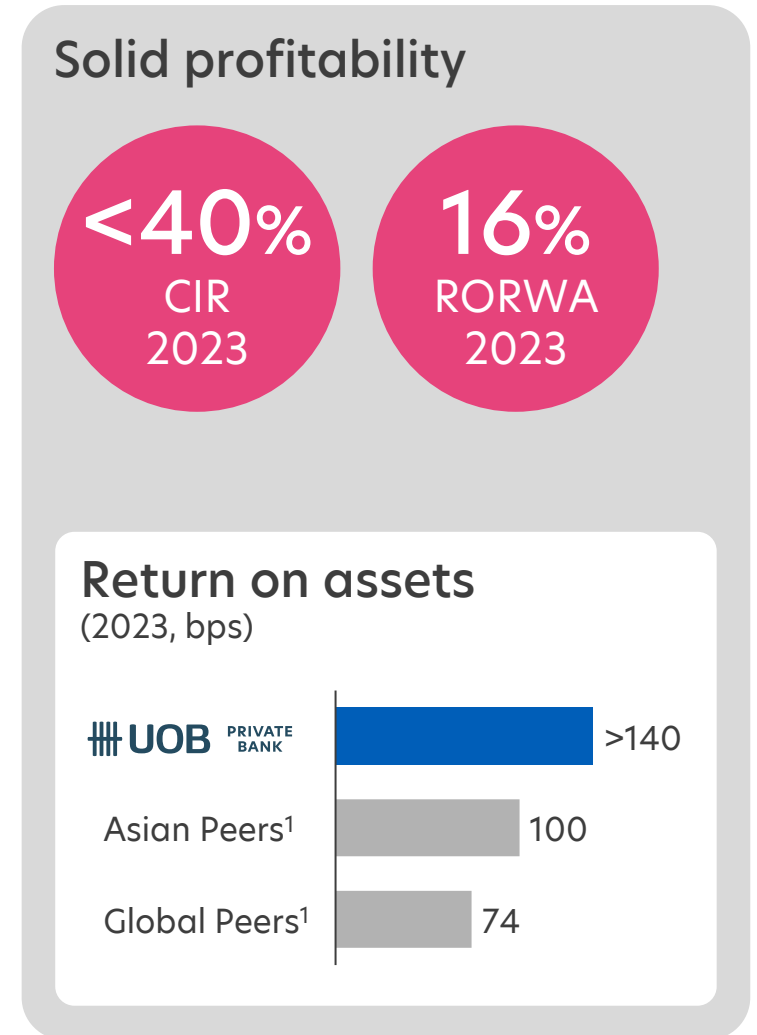 Solid profitability
<40%
CIR
2023
16%
RORWA
2023
Return on assets
(2023, bps)
UOB PRIVATE BANK >140
Asian Peers¹ 100
Global Peers¹ 74